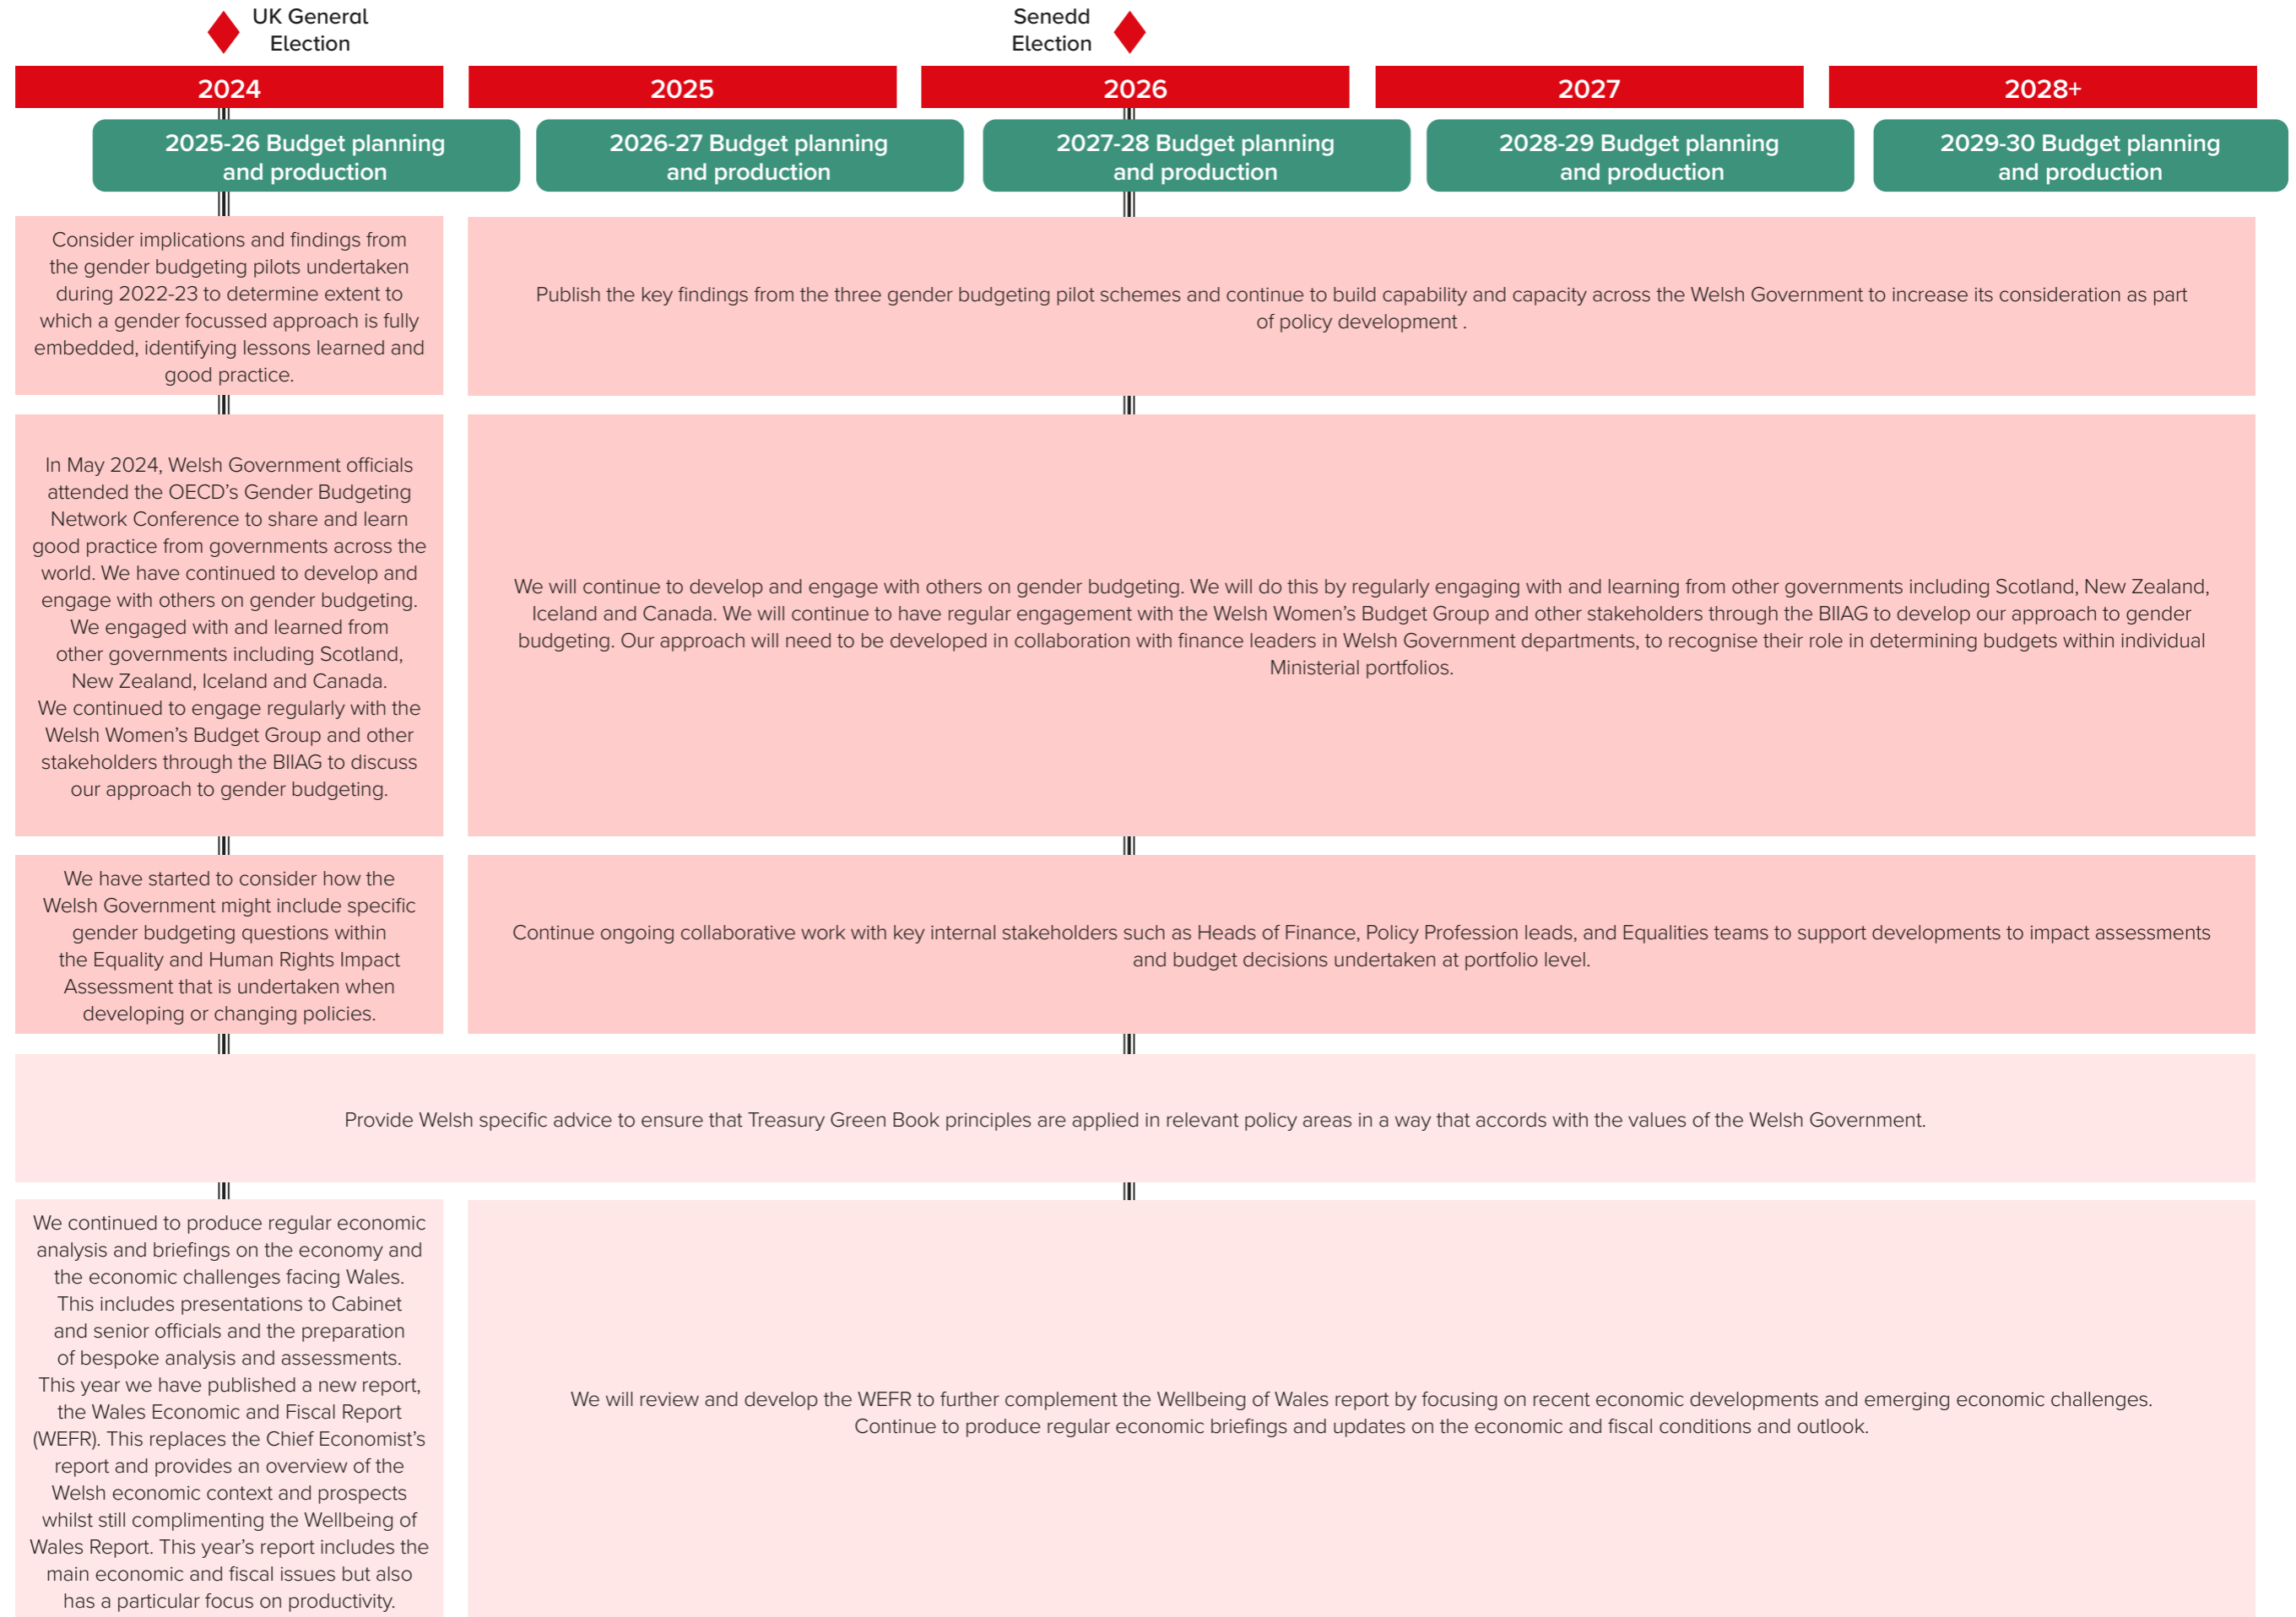 UK General
Election
Senedd
Election
2024
2025
2026
2027
2028+
2025-26 Budget planning
and production
2026-27 Budget planning
and production
2027-28 Budget planning
and production
2028-29 Budget planning
and production
2029-30 Budget planning
and production
Consider implications and findings from
the gender budgeting pilots undertaken
during 2022-23 to determine extent to
which a gender focussed approach is fully
embedded, identifying lessons learned and
good practice.
Publish the key findings from the three gender budgeting pilot schemes and continue to build capability and capacity across the Welsh Government to increase its consideration as part
of policy development .
In May 2024, Welsh Government officials
attended the OECD's Gender Budgeting
Network Conference to share and learn
good practice from governments across the
world. We have continued to develop and
engage with others on gender budgeting.
We engaged with and learned from
other governments including Scotland,
New Zealand, Iceland and Canada.
We continued to engage regularly with the
Welsh Women's Budget Group and other
stakeholders through the BIIAG to discuss
our approach to gender budgeting.
We will continue to develop and engage with others on gender budgeting. We will do this by regularly engaging with and learning from other governments including Scotland, New Zealand,
Iceland and Canada. We will continue to have regular engagement with the Welsh Women's Budget Group and other stakeholders through the BIIAG to develop our approach to gender
budgeting. Our approach will need to be developed in collaboration with finance leaders in Welsh Government departments, to recognise their role in determining budgets within individual
Ministerial portfolios.
We have started to consider how the
Welsh Government might include specific
gender budgeting questions within
the Equality and Human Rights Impact
Assessment that is undertaken when
developing or changing policies.
Continue ongoing collaborative work with key internal stakeholders such as Heads of Finance, Policy Profession leads, and Equalities teams to support developments to impact assessments
and budget decisions undertaken at portfolio level.
Provide Welsh specific advice to ensure that Treasury Green Book principles are applied in relevant policy areas in a way that accords with the values of the Welsh Government.
We continued to produce regular economic
analysis and briefings on the economy and
the economic challenges facing Wales.
This includes presentations to Cabinet
and senior officials and the preparation
of bespoke analysis and assessments.
This year we have published a new report,
the Wales Economic and Fiscal Report
(WEFR). This replaces the Chief Economist's
report and provides an overview of the
Welsh economic context and prospects
whilst still complimenting the Wellbeing of
Wales Report. This year's report includes the
main economic and fiscal issues but also
has a particular focus on productivity.
We will review and develop the WEFR to further complement the Wellbeing of Wales report by focusing on recent economic developments and emerging economic challenges.
Continue to produce regular economic briefings and updates on the economic and fiscal conditions and outlook.